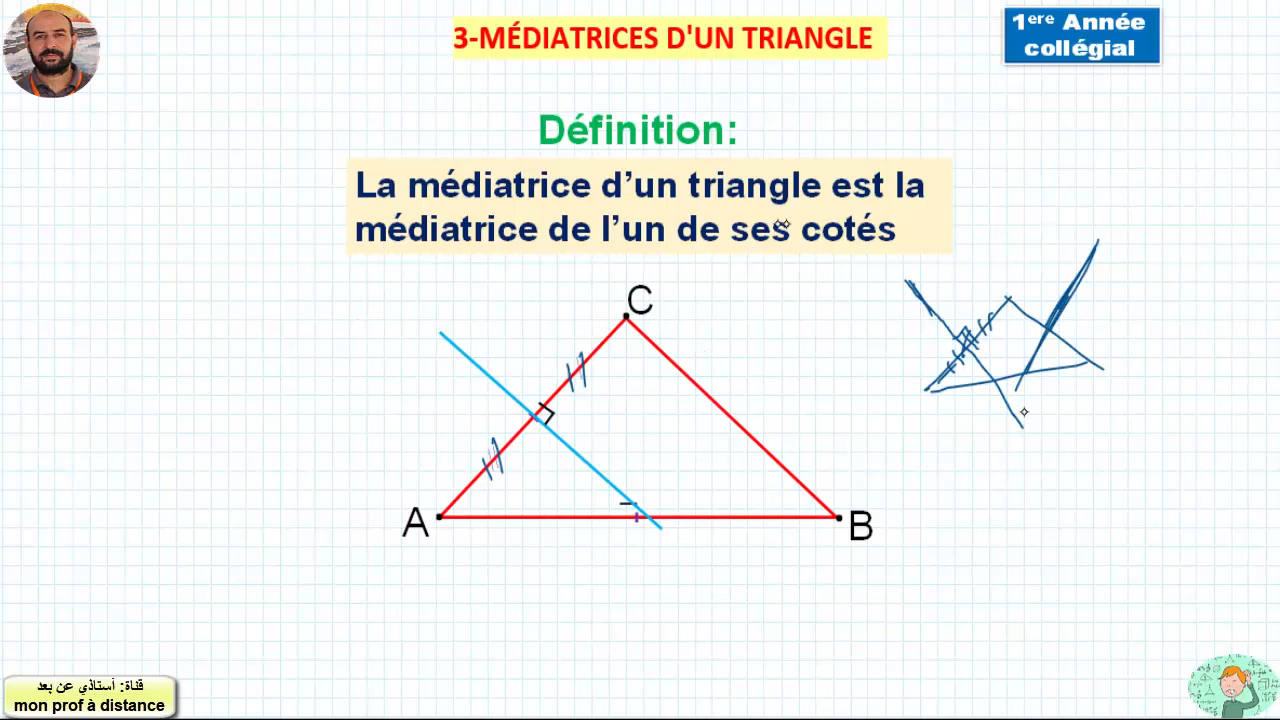 3-MÉDIATRICES D'UN TRIANGLE
1ere Année
collégial
Définition:
La médiatrice d’un triangle est la
médiatrice de l’un de ses cotés
C
A
B
قناة: أستاذي عن بعد
mon prof à distance